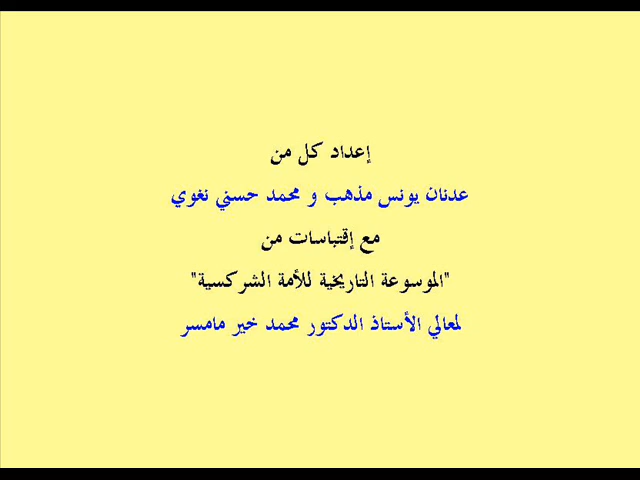 إعداد كل من
عدنان يونس مذهب و محمد حسني نغوي
مع إقتباسات من
"الموسوعة التاريخية للأمة الشركسية"
لمعالي الأستاذ الدكتور محمد خير مامسر